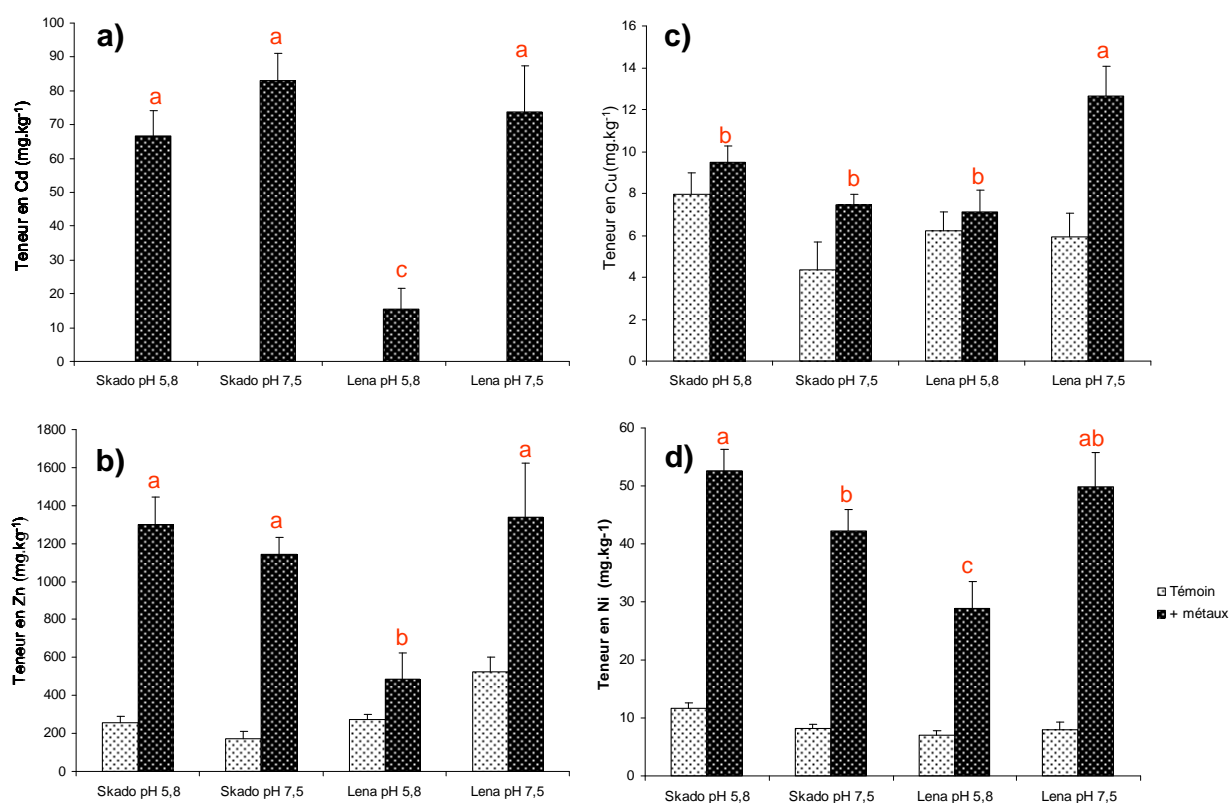 a)
Teneur en Cd (mg.kg-1)
100
90
80
70
60
50
40
30
20
10
0
a
a
c
a
Skado pH 5,8
Skado pH 7,5
Lena pH 5,8
Lena pH 7,5
c)
Teneur en Cu (mg.kg-1)
16
14
12
10
8
6
4
2
0
b
b
b
a
Skado pH 5,8
Skado pH 7,5
Lena pH 5,8
Lena pH 7,5
b)
Teneur en Zn (mg.kg-1)
1800
1600
1400
1200
1000
800
600
400
200
0
a
a
b
a
Skado pH 5,8
Skado pH 7,5
Lena pH 5,8
Lena pH 7,5
d)
Teneur en Ni (mg.kg-1)
60
50
40
30
20
10
0
a
b
c
ab
Skado pH 5,8
Skado pH 7,5
Lena pH 5,8
Lena pH 7,5
Témoin
+ métaux